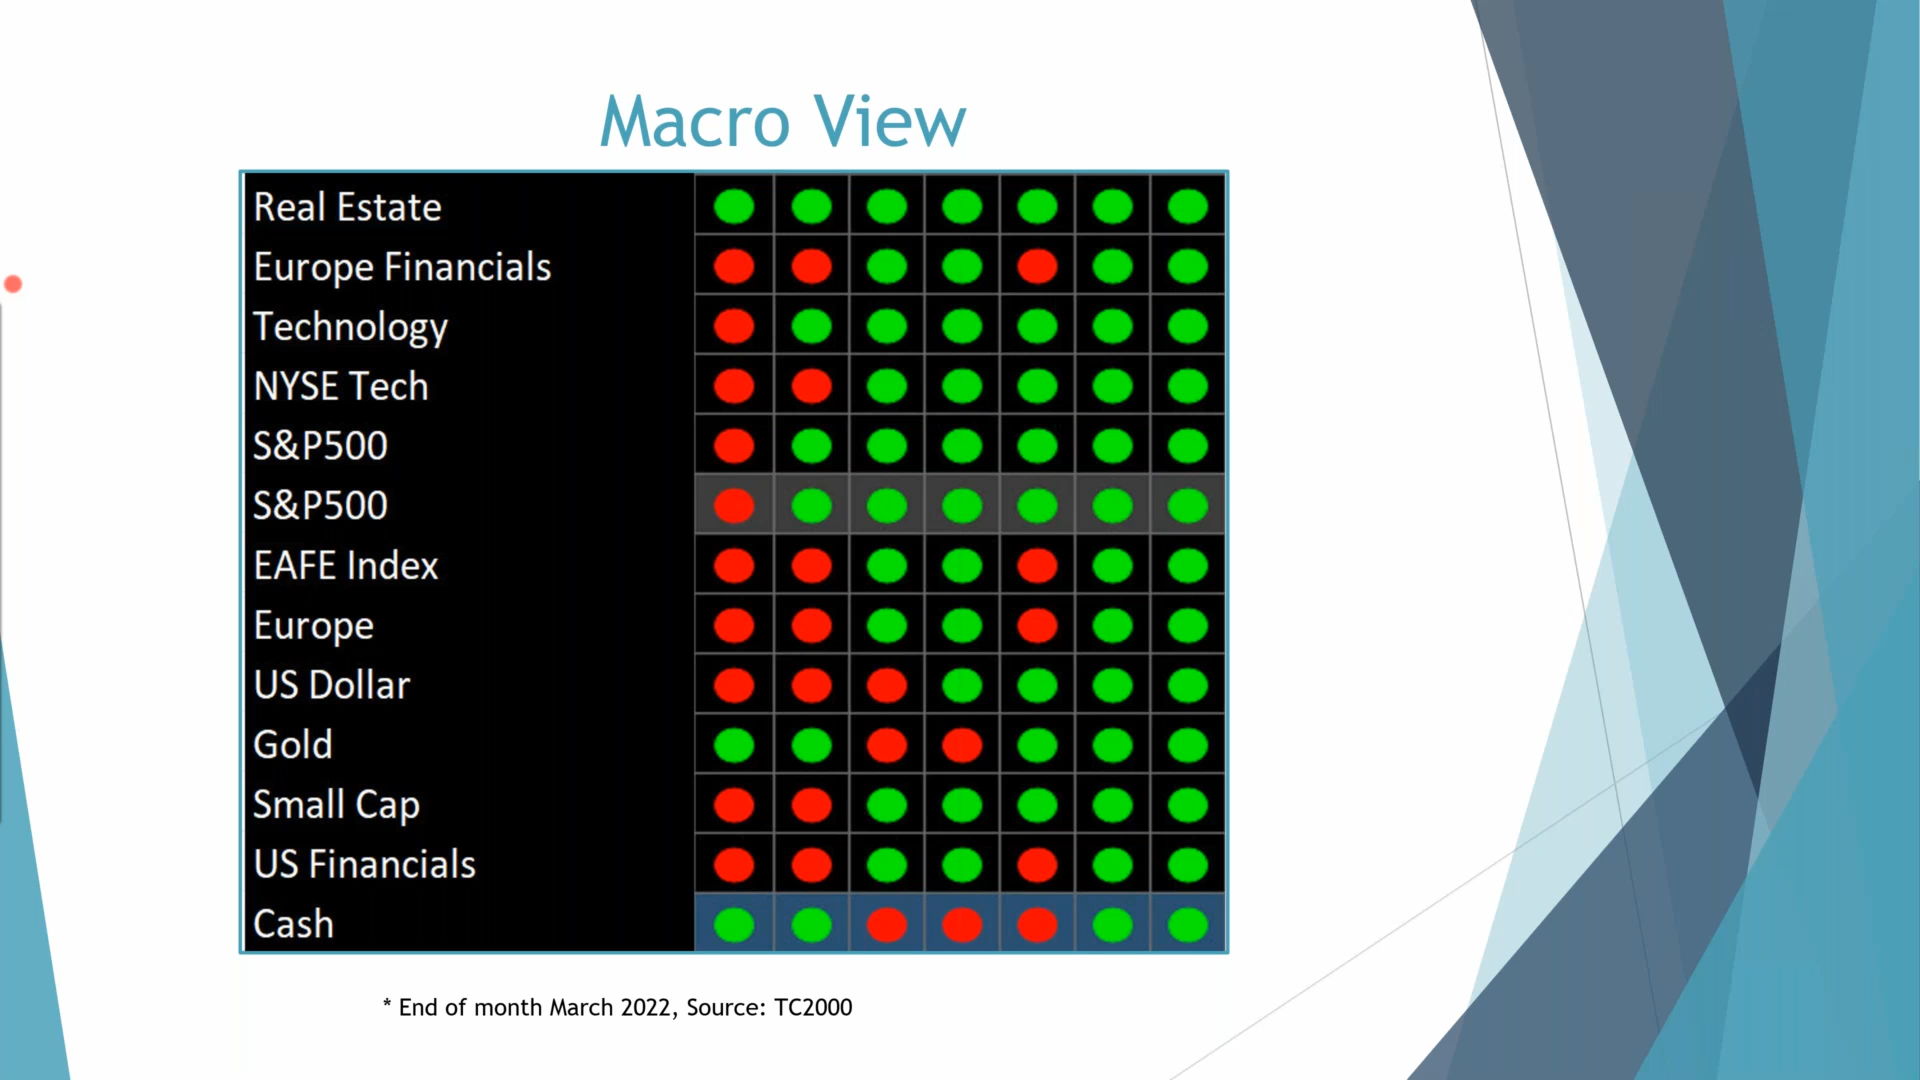 Macro View
Real Estate
Europe Financials
Technology
NYSE Tech
S&P500
S&P500
EAFE Index
Europe
US Dollar
Gold
Small Cap
US Financials
Cash
* End of month March 2022, Source: TC2000